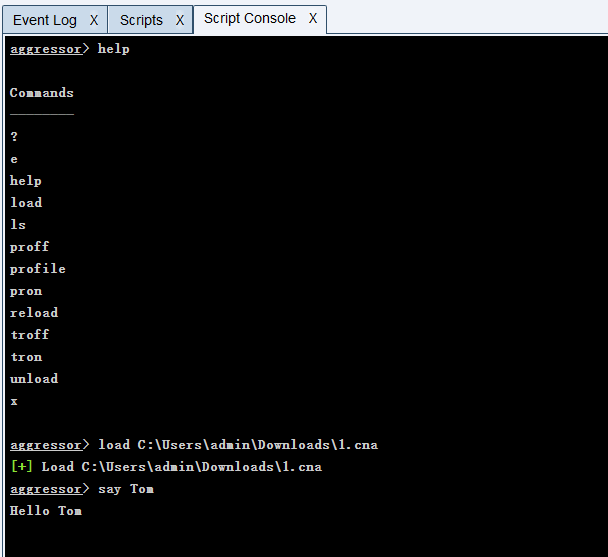 Event Log X Scripts X Script Console X
aggressor> help
Commands
?
e
help
load
ls
proff
profile
pron
reload
troff
tron
unload
x
aggressor> load C:\Users\admin\Downloads\1.cna
[+] Load C:\Users\admin\Downloads\1.cna
aggressor> say Tom
Hello Tom